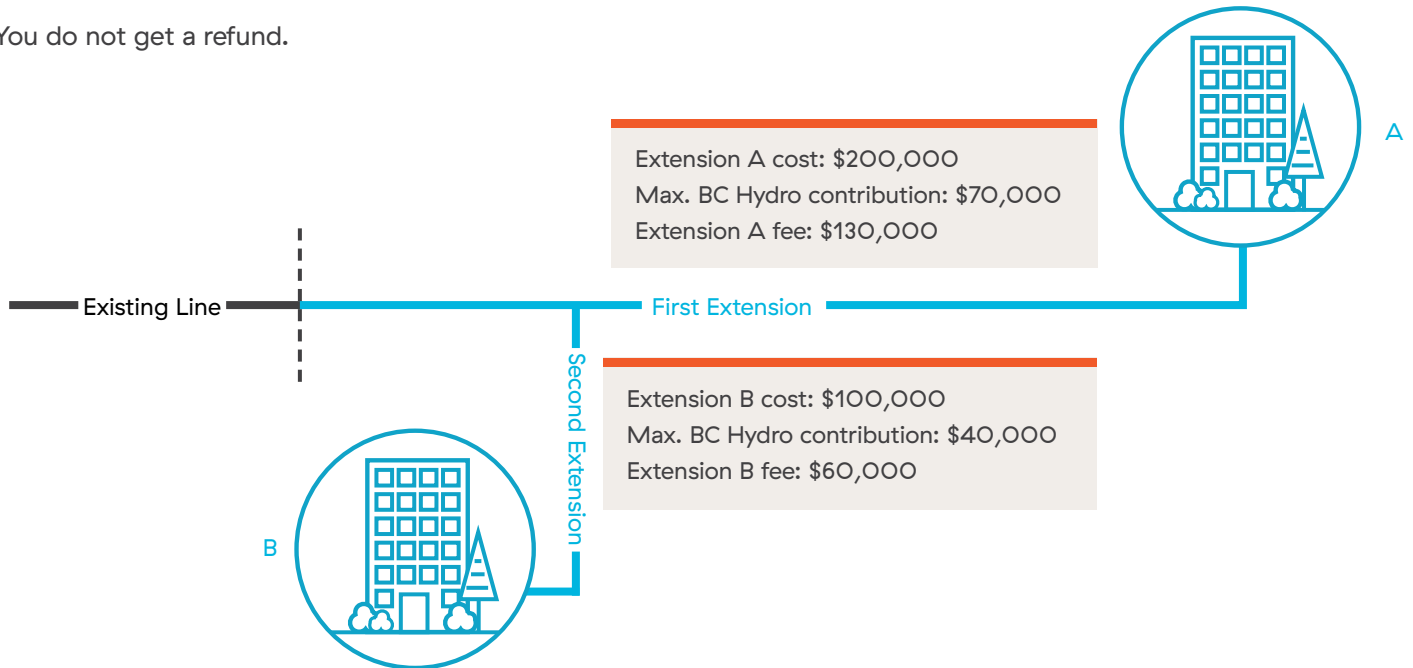 You do not get a refund.
A
Extension A cost: $200,000
Max. BC Hydro contribution: $70,000
Extension A fee: $130,000
Existing Line
First Extension
Second Extension
Extension B cost: $100,000
Max. BC Hydro contribution: $40,000
Extension B fee: $60,000
B